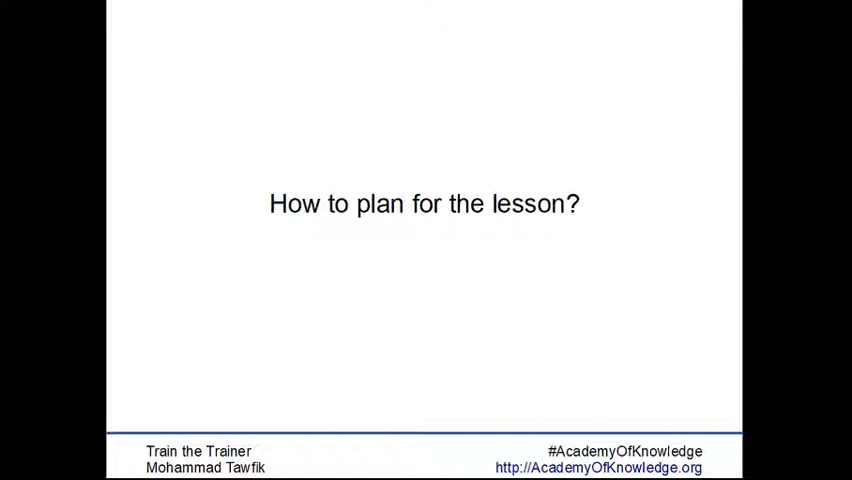 How to plan for the lesson?
Train the Trainer
Mohammad Tawfik
#AcademyOfKnowledge
http://AcademyOfKnowledge.org